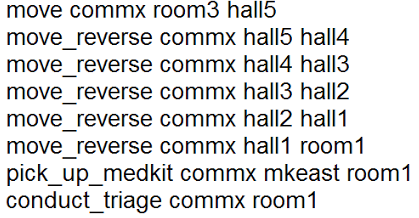 move commx room3 hall5
move_reverse commx hall5 hall4
move_reverse commx hall4 hall3
move_reverse commx hall3 hall2
move_reverse commx hall2 hall1
move_reverse commx hall1 room1
pick_up_medkit commx mkeast room1
conduct_triage commx room1